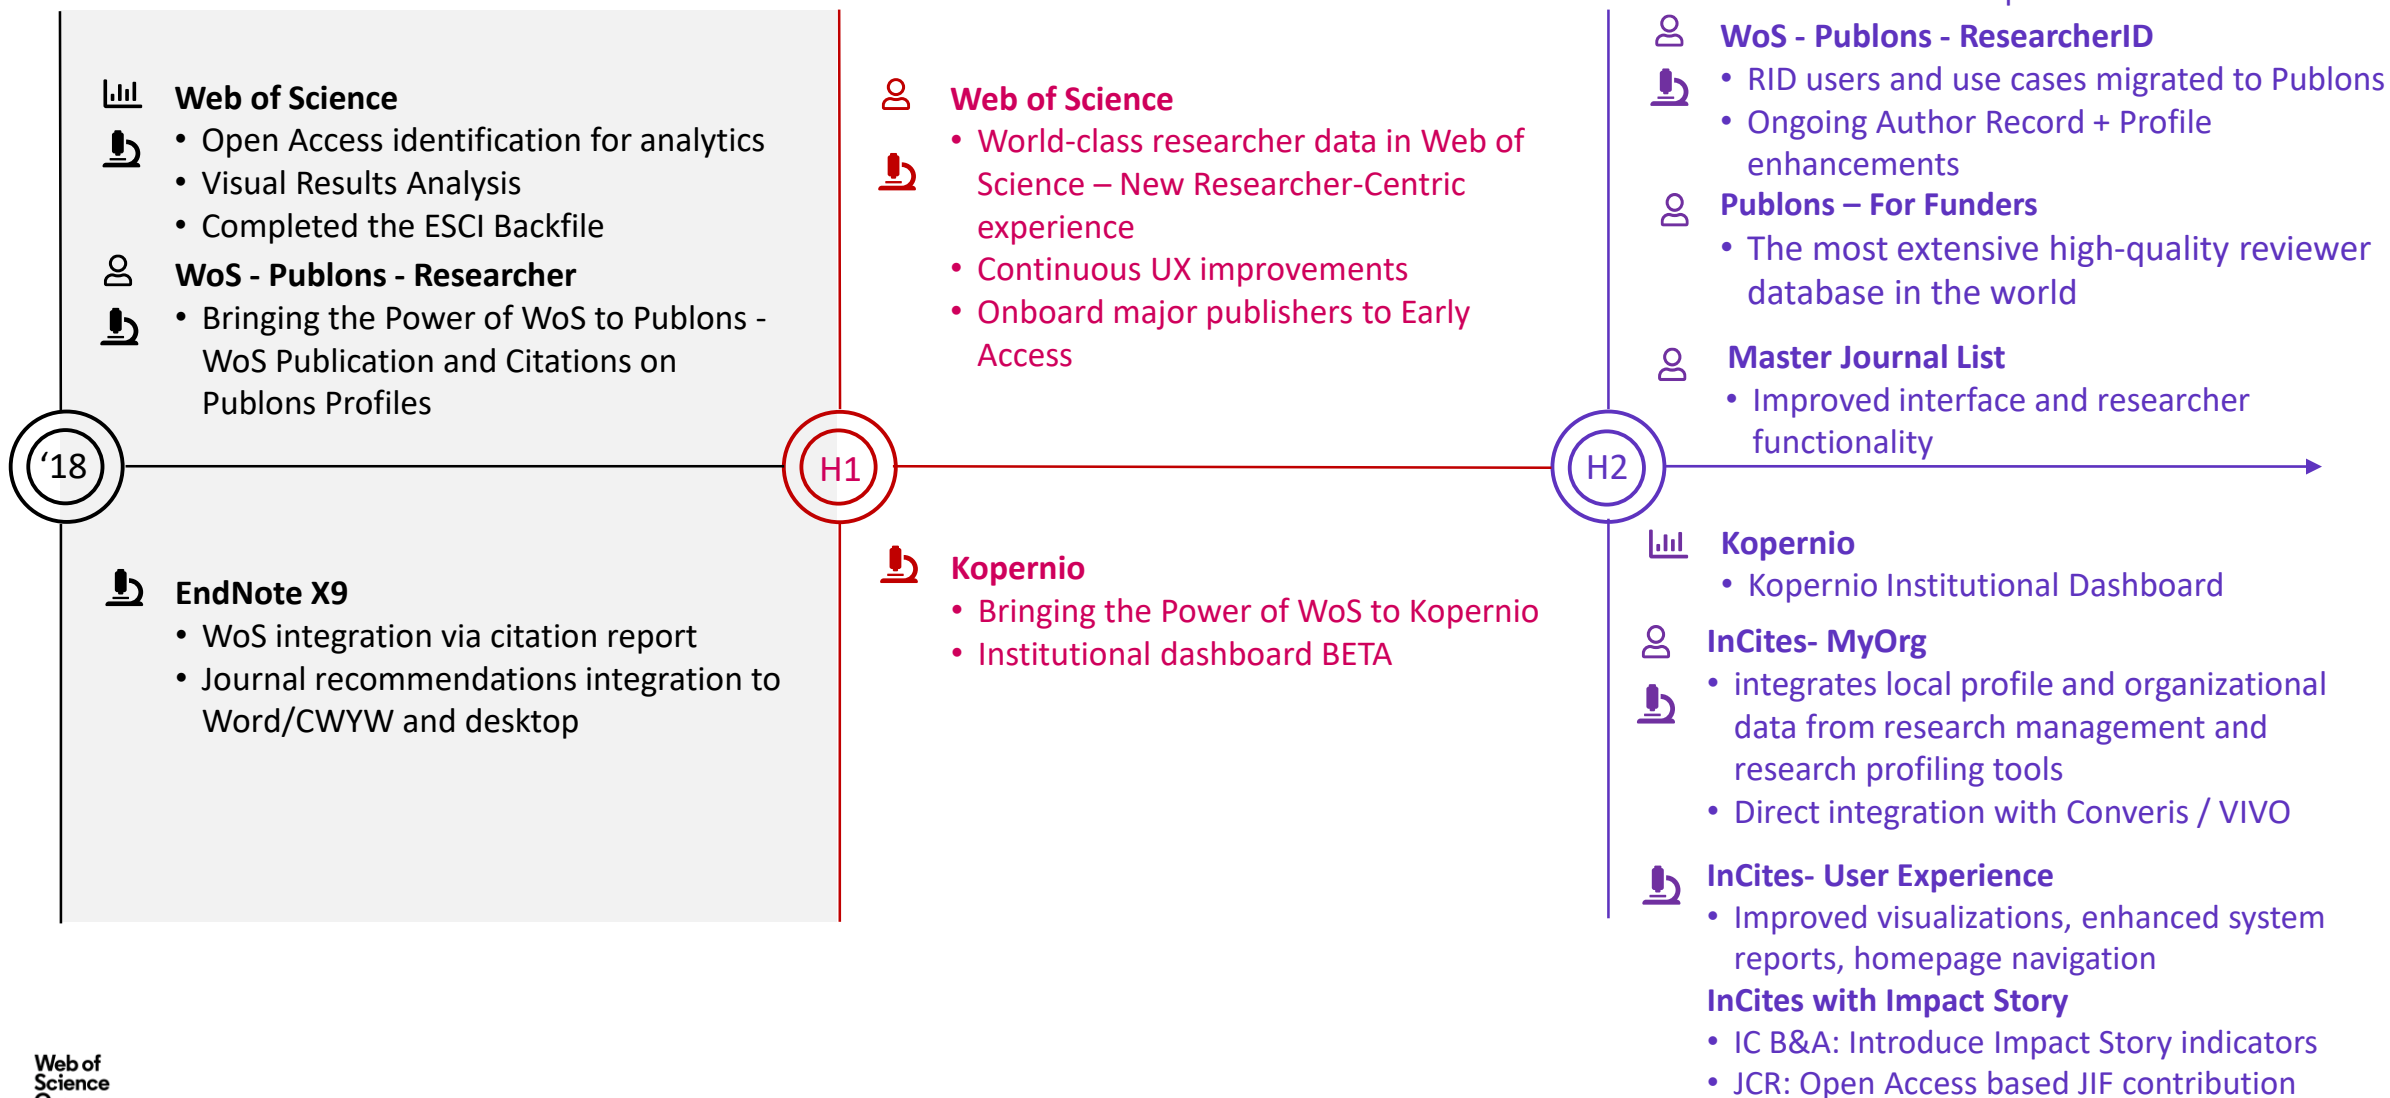 Web of Science
• Open Access identification for analytics
• Visual Results Analysis
• Completed the ESCI Backfile
WoS - Publons - Researcher
• Bringing the Power of WoS to Publons -
WoS Publication and Citations on
Publons Profiles
‘18
EndNote X9
• WoS integration via citation report
• Journal recommendations integration to
Word/CWYW and desktop
Web of Science
• World-class researcher data in Web of
Science – New Researcher-Centric
experience
• Continuous UX improvements
• Onboard major publishers to Early
Access
H1
Kopernio
• Bringing the Power of WoS to Kopernio
• Institutional dashboard BETA
WoS - Publons - ResearcherID
• RID users and use cases migrated to Publons
• Ongoing Author Record + Profile
enhancements
Publons – For Funders
• The most extensive high-quality reviewer
database in the world
Master Journal List
• Improved interface and researcher
functionality
H2
Kopernio
• Kopernio Institutional Dashboard
InCites- MyOrg
• integrates local profile and organizational
data from research management and
research profiling tools
• Direct integration with Converis / VIVO
InCites- User Experience
• Improved visualizations, enhanced system
reports, homepage navigation
InCites with Impact Story
• IC B&A: Introduce Impact Story indicators
• JCR: Open Access based JIF contribution
Web of
Science